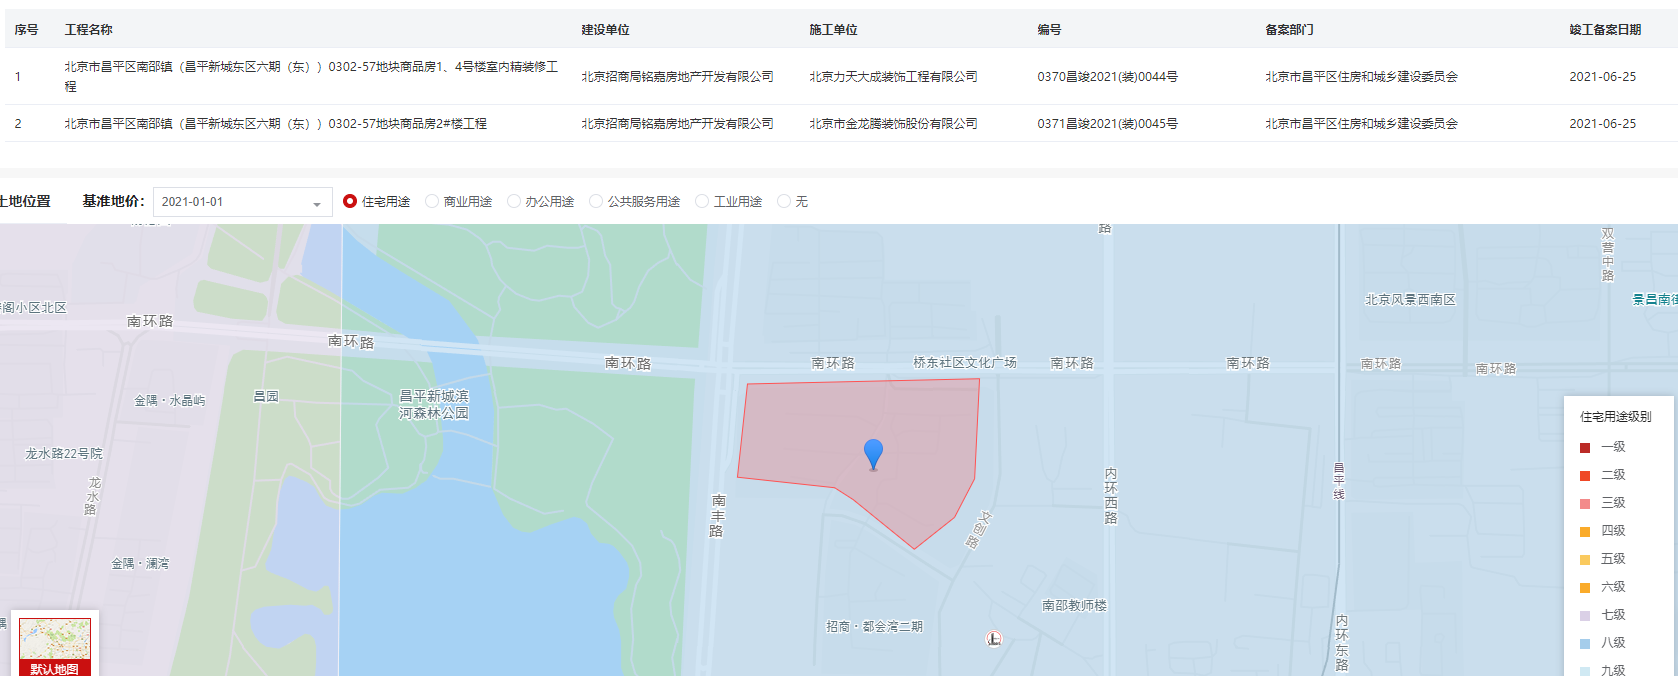 序号 工程名称 建设单位 施工单位 编号 备案部门 竣工备案日期
1 北京市昌平区南邵镇（昌平新城东区六期（东））0302-57地块商品房1、4号楼室内精装修工程 北京招商局铭嘉房地产开发有限公司 北京力天大成装饰工程有限公司 0370昌竣2021(装)0044号 北京市昌平区住房和城乡建设委员会 2021-06-25
2 北京市昌平区南邵镇（昌平新城东区六期（东））0302-57地块商品房2#楼工程 北京招商局铭嘉房地产开发有限公司 北京市金龙腾装饰股份有限公司 0371昌竣2021(装)0045号 北京市昌平区住房和城乡建设委员会 2021-06-25
土地位置 基准地价： 2021-01-01 住宅用途 商业用途 办公用途 公共服务用途 工业用途 无
路
双营中路
北京风景西南区
景昌南街
阁小区北区
南环路
南环路
南环路
南环路
桥东社区文化广场
南环路
南环路
南环路
南环路
金隅·水晶屿
昌园
昌平新城滨
河森林公园
龙水路22号院
龙水路
南丰路
文创路
内环西路
昌平线
金隅·澜湾
南邵教师楼
招商·都会湾二期
内环东路
隅
默认地图
住宅用途级别
一级
二级
三级
四级
五级
六级
七级
八级
九级